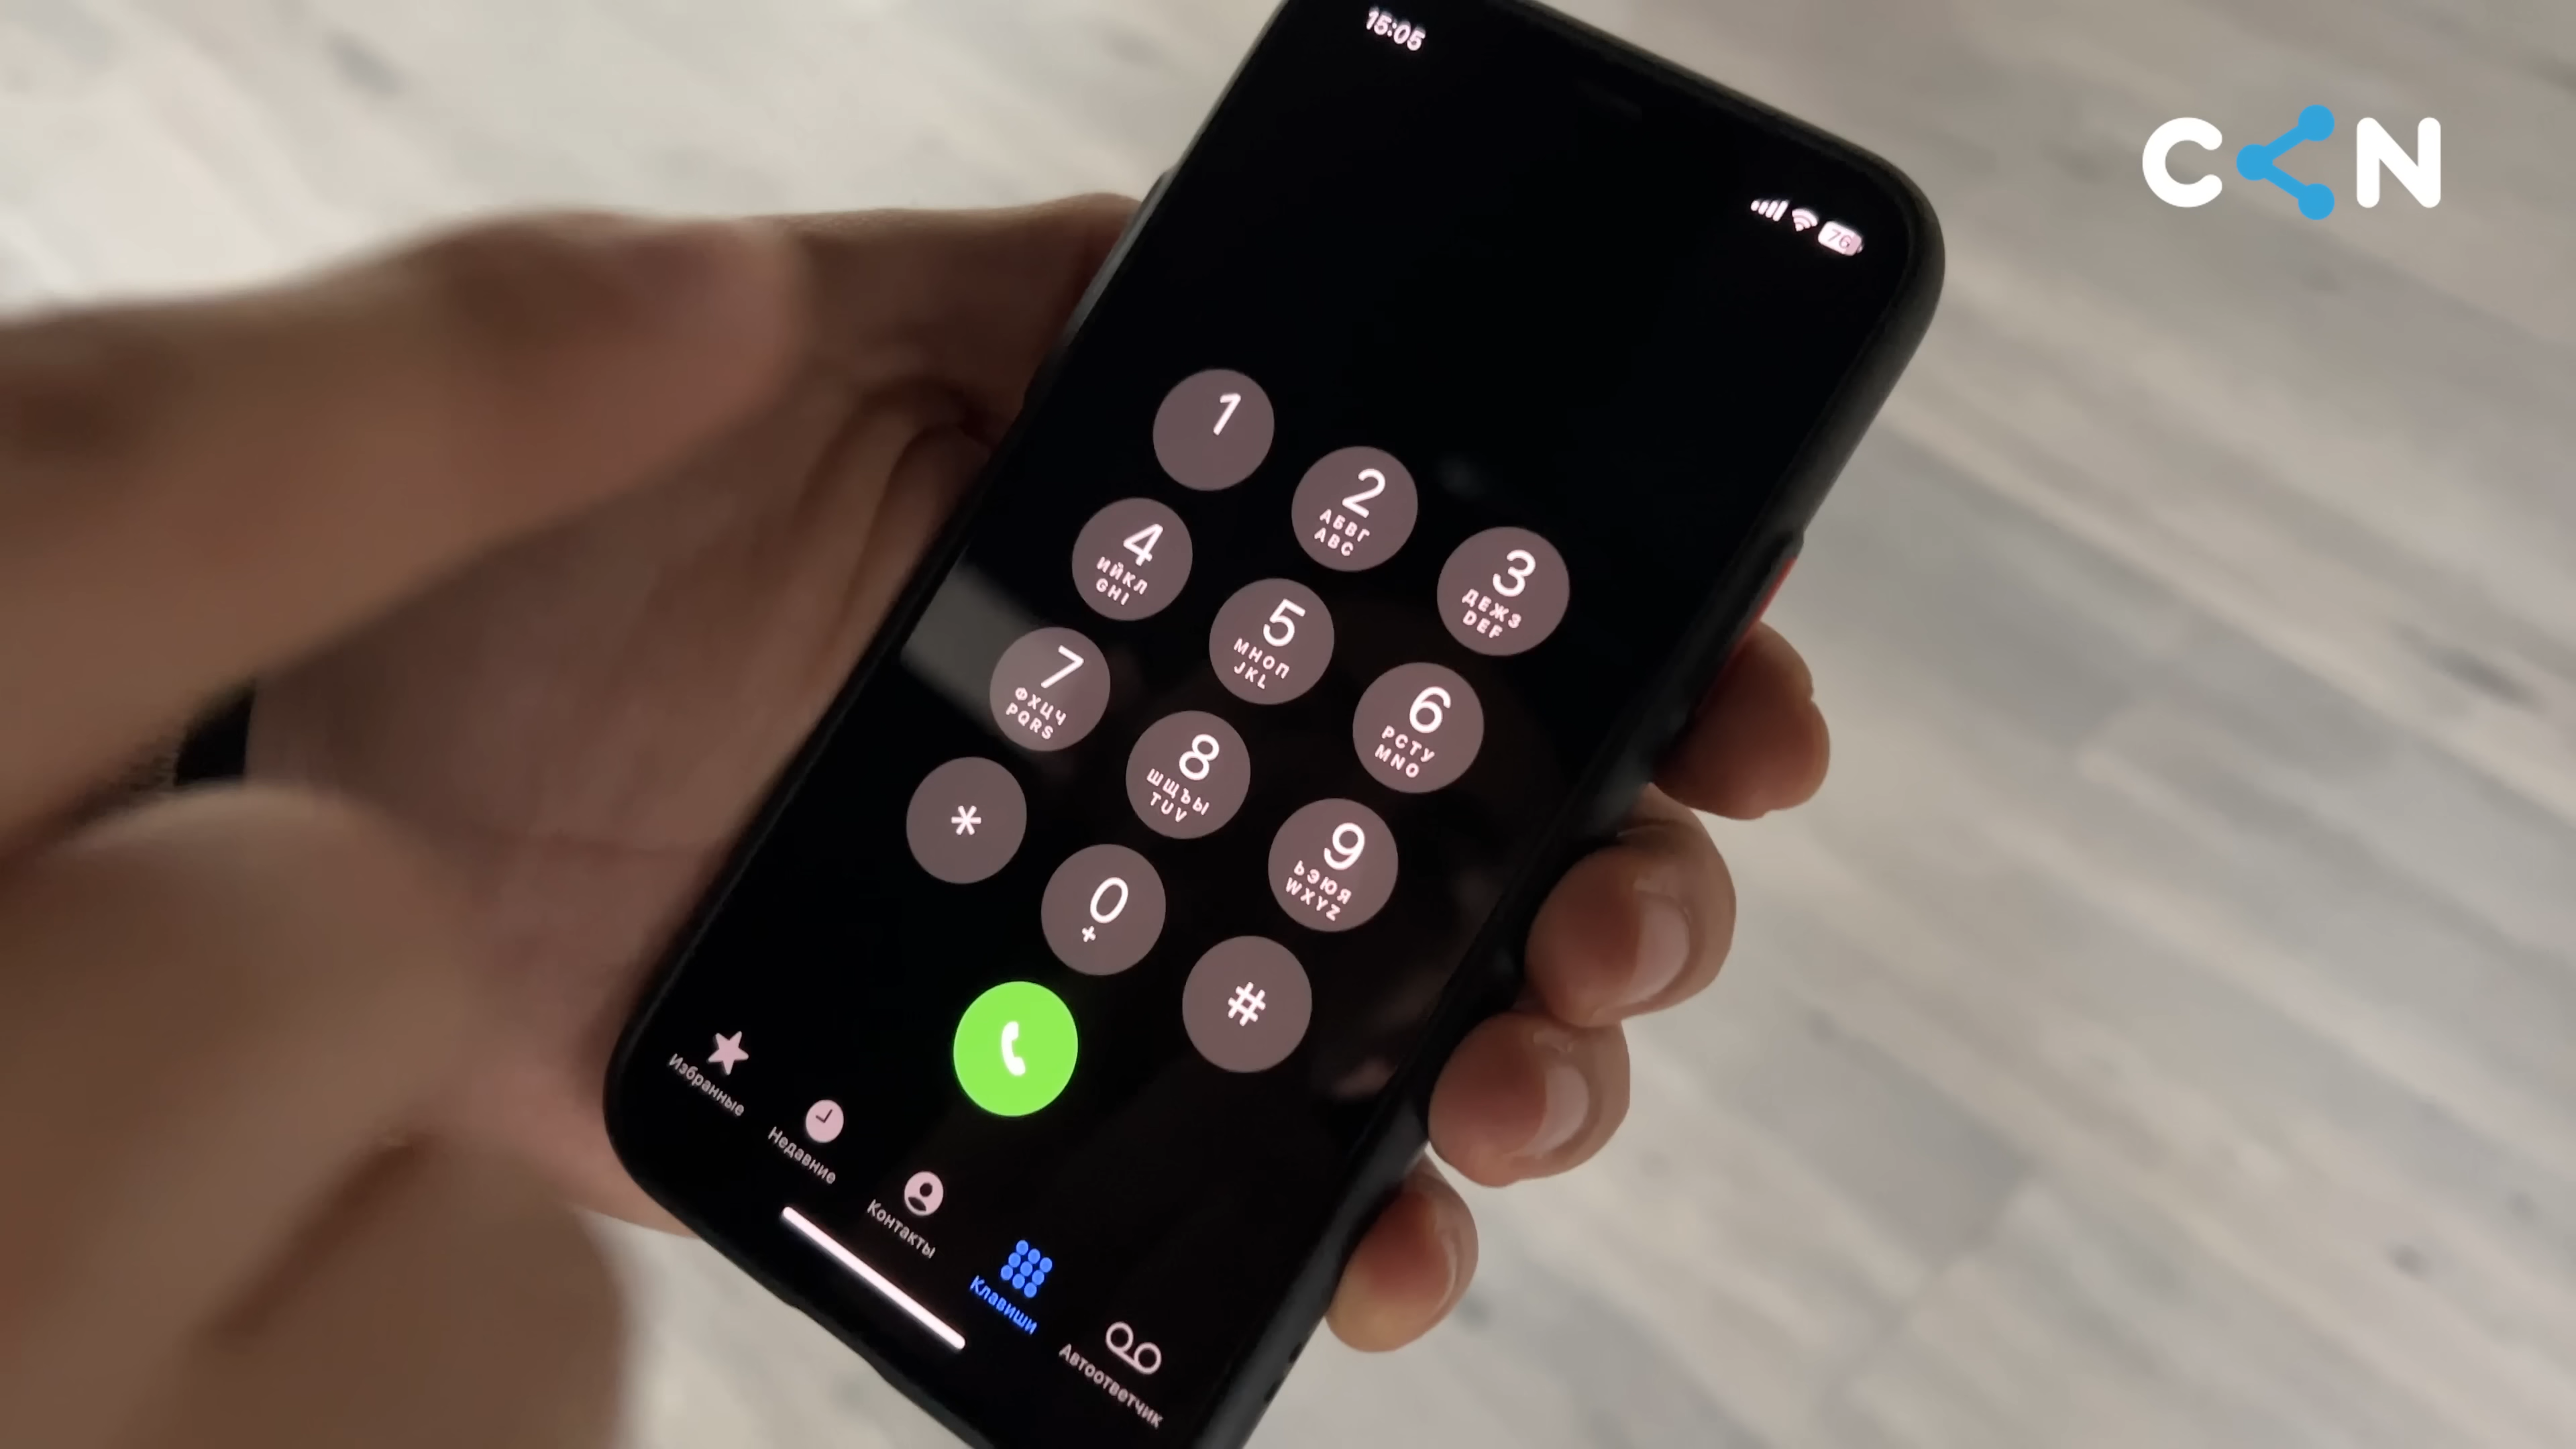 15:05
76
C<N
1
2
АБВГ
ABC
3
ДЕЖЗ
DEF
4
ИЙКЛ
GHI
5
МНОП
JKL
6
РСТУ
MNO
7
ФХЦЧ
PQRS
8
ШЩЪЫ
TUV
9
ЬЭЮЯ
WXYZ
*
0
+
#
Избранные
Недавние
Контакты
Клавиши
Автоответчик